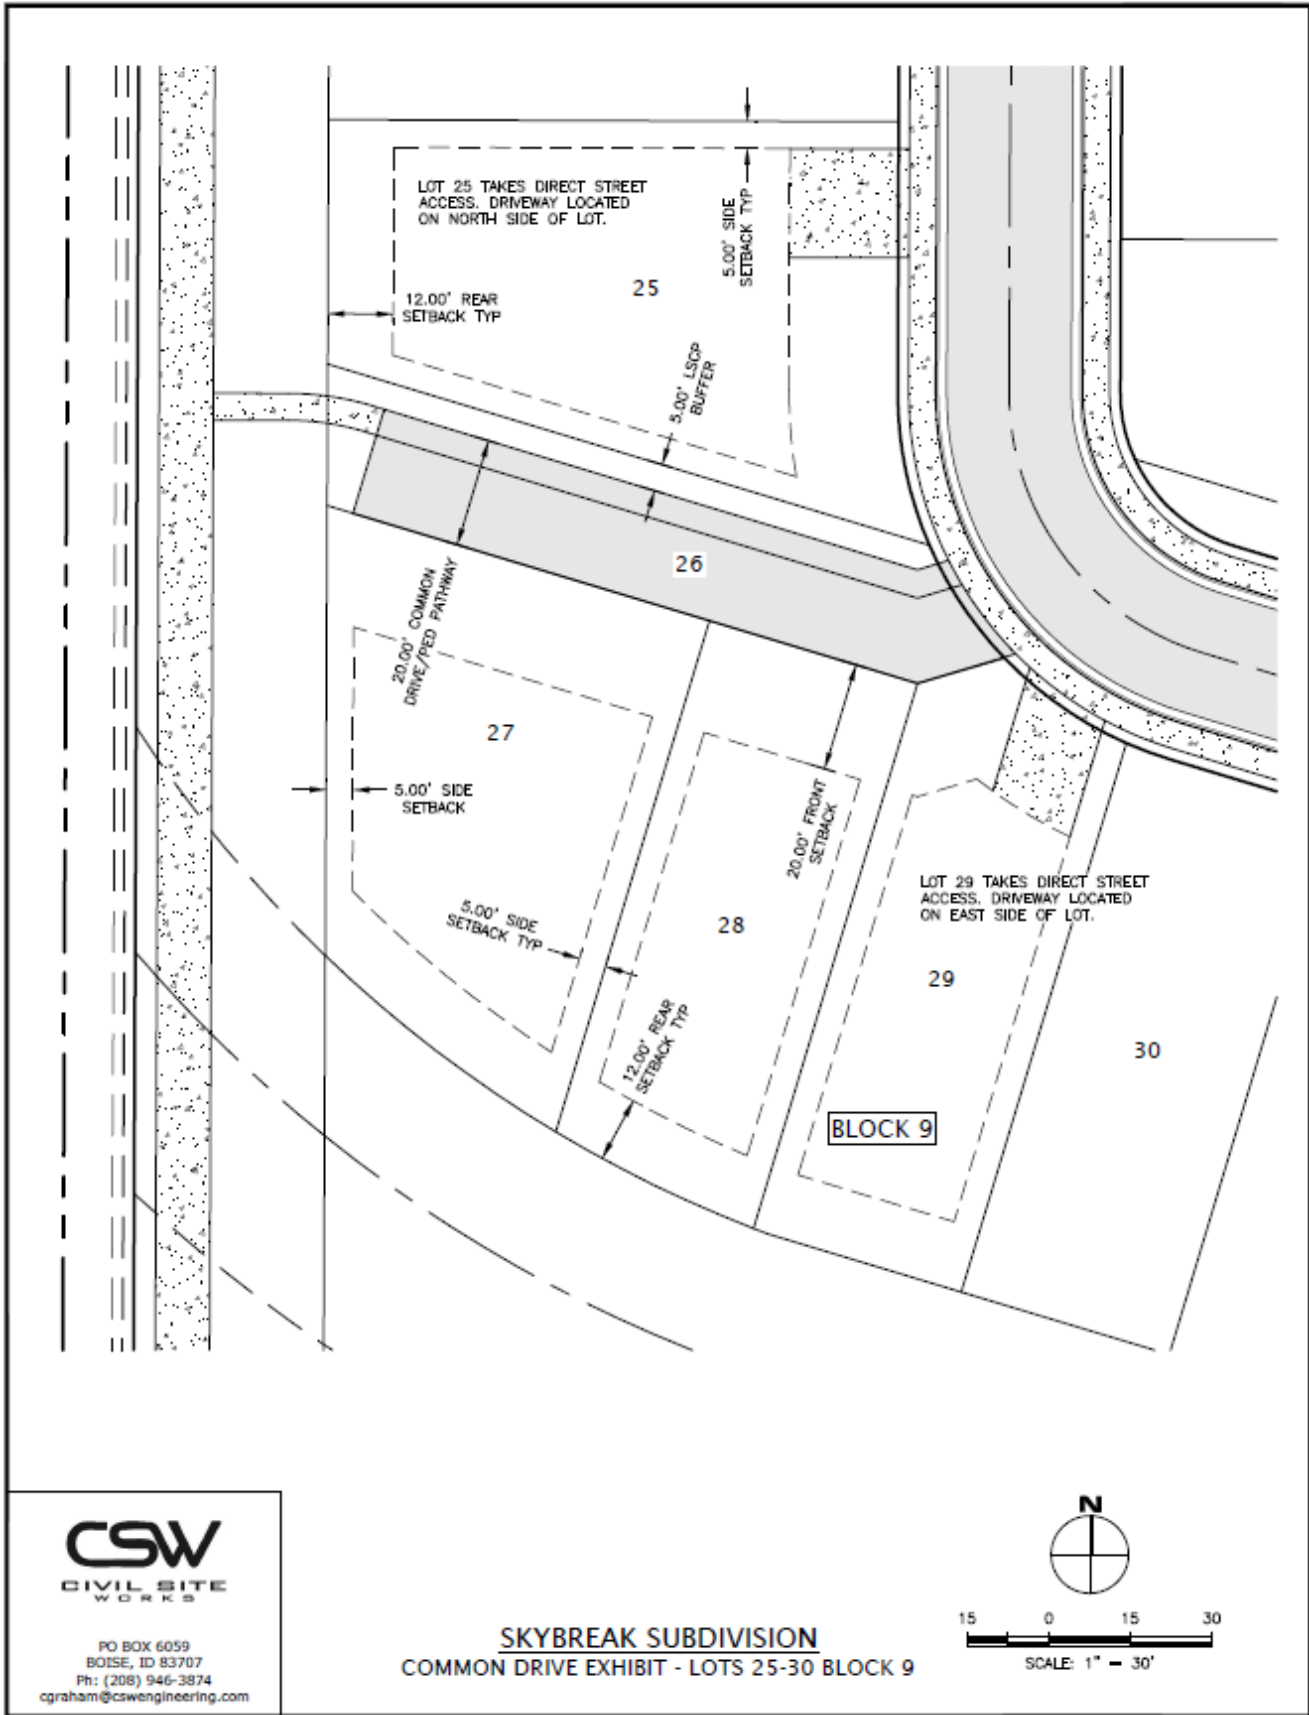 LOT 25 TAKES DIRECT STREET
ACCESS. DRIVEWAY LOCATED
ON NORTH SIDE OF LOT.
5.00' SIDE
SETBACK TYP
25
12.00' REAR
SETBACK TYP
5.00' LSCP
BUFFER
26
20.00' COMMON
DRIVE/PED PATHWAY
27
5.00' SIDE
SETBACK
20.00' FRONT
SETBACK
LOT 29 TAKES DIRECT STREET
ACCESS. DRIVEWAY LOCATED
ON EAST SIDE OF LOT.
5.00' SIDE
SETBACK TYP
28
29
12.00' REAR
SETBACK TYP
30
BLOCK 9
CSW
CIVIL SITE
WORKS
PO BOX 6059
BOISE, ID 83707
Ph: (208) 946-3874
cgraham@cswengineering.com
SKYBREAK SUBDIVISION
COMMON DRIVE EXHIBIT - LOTS 25-30 BLOCK 9
N
15 0 15 30
SCALE: 1" = 30'